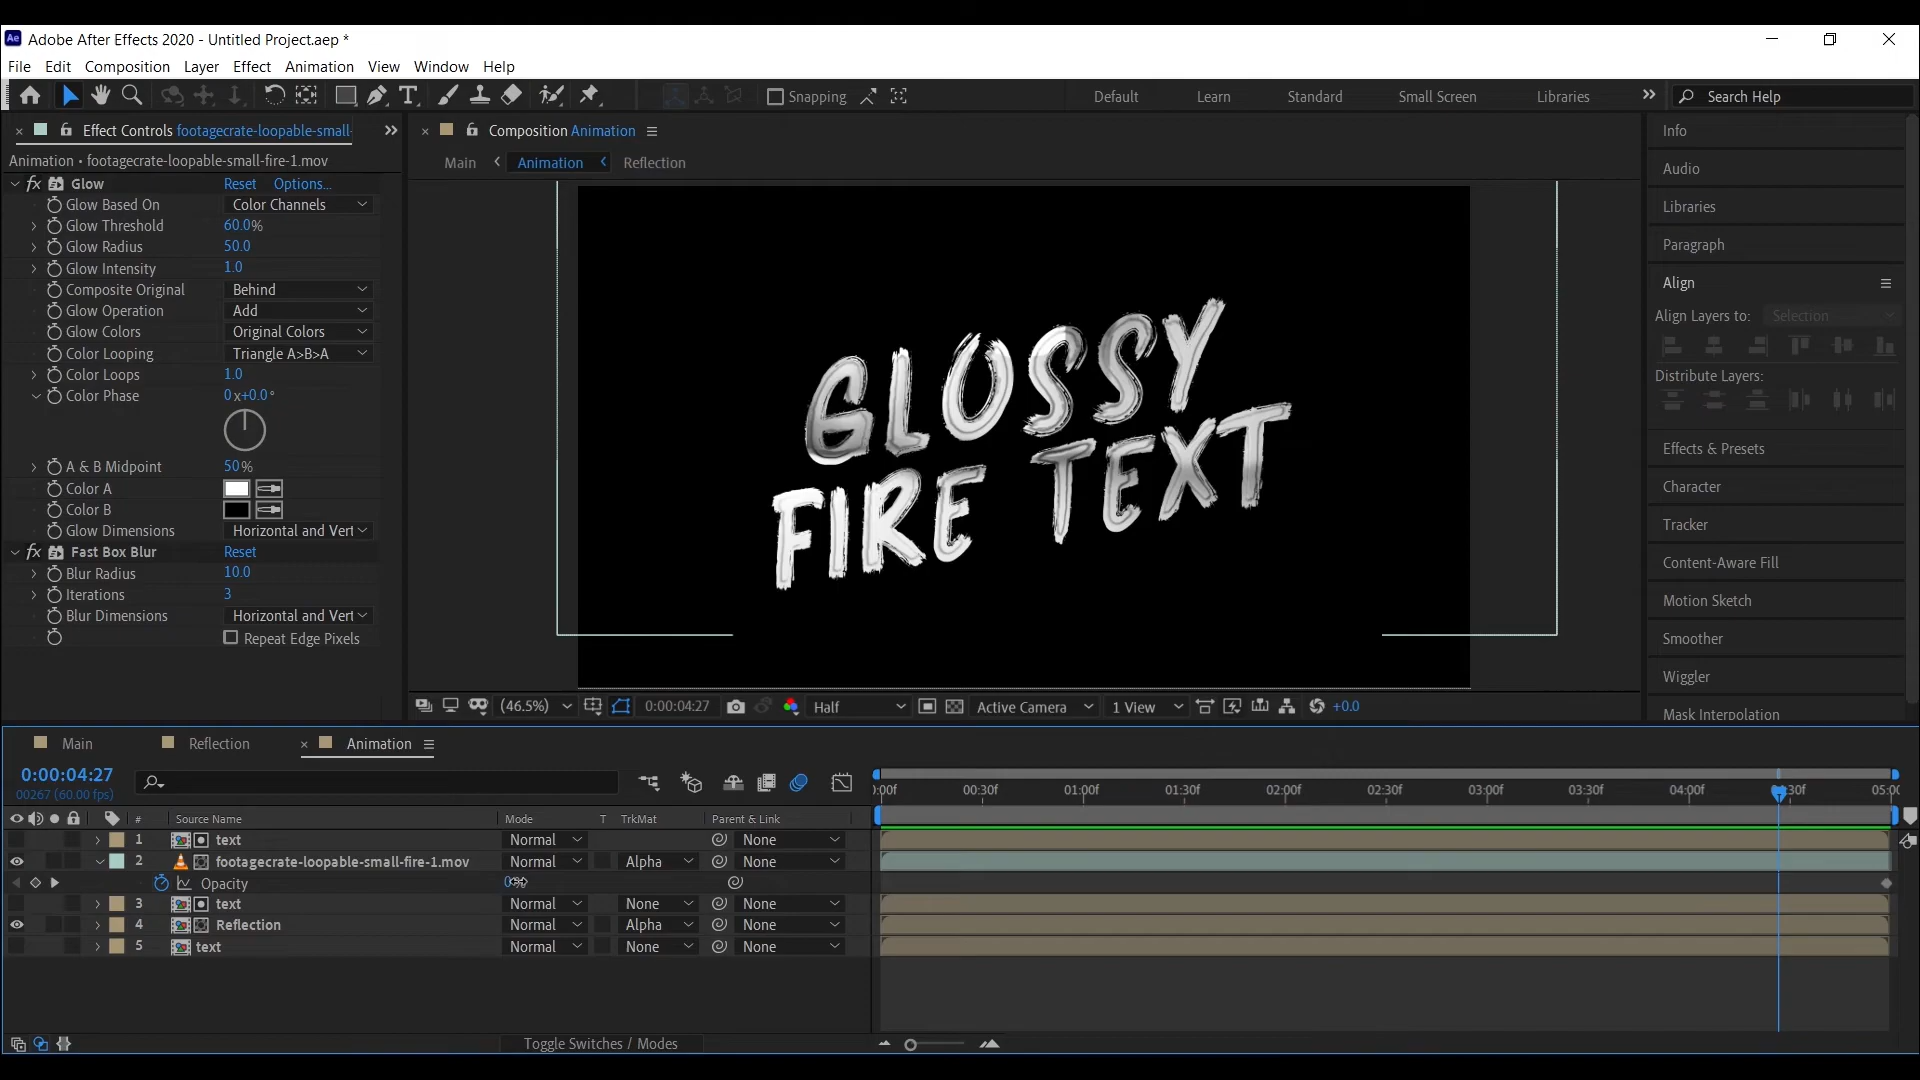 Ae Adobe After Effects 2020 - Untitled Project.aep *
File Edit Composition Layer Effect Animation View Window Help
Snapping Default Learn Standard Small Screen Libraries Search Help
Effect Controls footagecrate-loopable-small-
Animation • footagecrate-loopable-small-fire-1.mov
fx Glow Reset Options...
Glow Based On Color Channels
Glow Threshold 60.0%
Glow Radius 50.0
Glow Intensity 1.0
Composite Original Behind
Glow Operation Add
Glow Colors Original Colors
Color Looping Triangle A>B>A
Color Loops 1.0
Color Phase 0x+0.0°
A & B Midpoint 50%
Color A
Color B
Glow Dimensions Horizontal and Vert
fx Fast Box Blur Reset
Blur Radius 10.0
Iterations 3
Blur Dimensions Horizontal and Vert
Repeat Edge Pixels
Composition Animation
Main Animation Reflection
GLOSSY
FIRE TEXT
(46.5%) 0:00:04:27 Half Active Camera 1 View +0.0
Info
Audio
Libraries
Paragraph
Align
Align Layers to: Selection
Distribute Layers:
Effects & Presets
Character
Tracker
Content-Aware Fill
Motion Sketch
Smoother
Wiggler
Mask Interpolation
Main Reflection Animation
0:00:04:27
00267 (60.00 fps)
:00f 00:30f 01:00f 01:30f 02:00f 02:30f 03:00f 03:30f 04:00f 05:00
# Source Name Mode T TrkMat Parent & Link
1 text Normal None
2 footagecrate-loopable-small-fire-1.mov Normal Alpha None
Opacity 0
3 text Normal None None
4 Reflection Normal Alpha None
5 text Normal None None
Toggle Switches / Modes